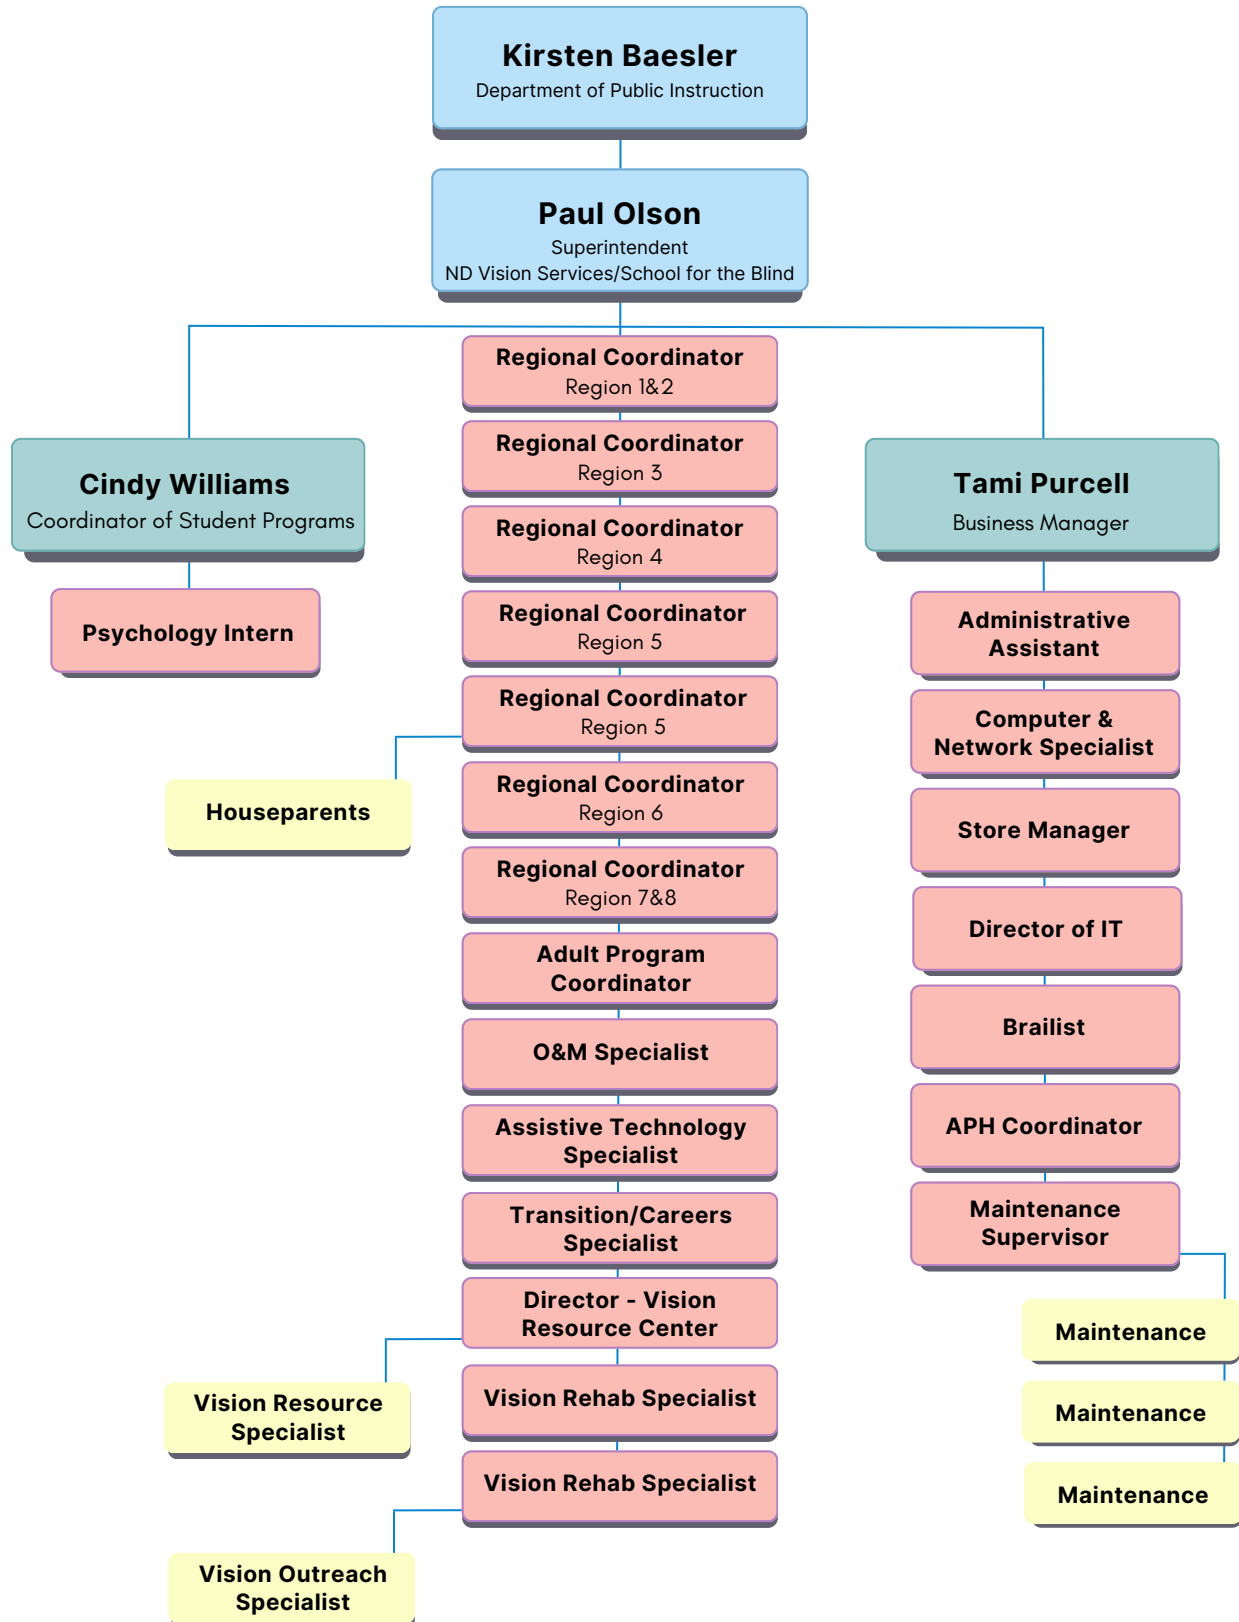 Kirsten Baesler
Department of Public Instruction
Paul Olson
Superintendent
ND Vision Services/School for the Blind
Cindy Williams
Coordinator of Student Programs
Psychology Intern
Regional Coordinator
Region 1&2
Regional Coordinator
Region 3
Regional Coordinator
Region 4
Regional Coordinator
Region 5
Regional Coordinator
Region 5
Houseparents
Regional Coordinator
Region 6
Regional Coordinator
Region 7&8
Adult Program
Coordinator
O&M Specialist
Assistive Technology
Specialist
Transition/Careers
Specialist
Director - Vision
Resource Center
Vision Resource
Specialist
Vision Rehab Specialist
Vision Rehab Specialist
Vision Outreach
Specialist
Tami Purcell
Business Manager
Administrative
Assistant
Computer &
Network Specialist
Store Manager
Director of IT
Brailist
APH Coordinator
Maintenance
Supervisor
Maintenance
Maintenance
Maintenance